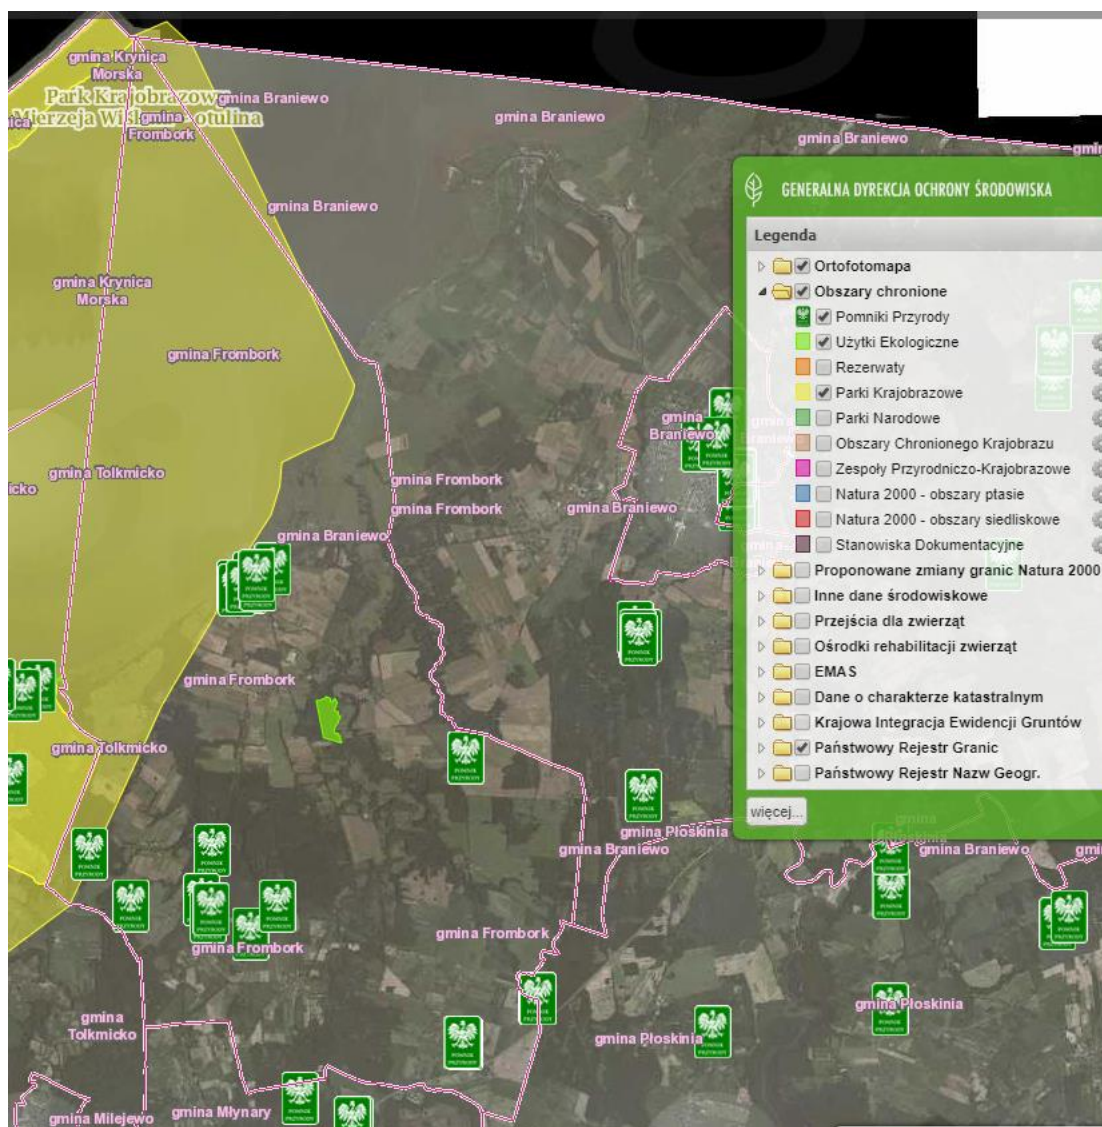 gmina Krynica
Morska
Park Krajobrazowy
gmina Braniewo
Mierzeja Wiślana - otulina
gmina
Frombork
gmina Braniewo
gmina Braniewo
gmina Braniewo
gmina Krynica
Morska
gmina Frombork
gmina Tolkmicko
gmina Frombork
gmina Frombork
gmina Braniewo
gmina
Braniewo
gmina Braniewo
gmina Frombork
gmina Tolkmicko
gmina Płoskinia
gmina Braniewo
gmina Braniewo
gmina Frombork
gmina Frombork
gmina Płoskinia
gmina Płoskinia
gmina
Tolkmicko
gmina Młynary
gmina Milejewo
POMNIK
PRZYRODY
GENERALNA DYREKCJA OCHRONY ŚRODOWISKA
Legenda
Ortofotomapa
Obszary chronione
Pomniki Przyrody
Użytki Ekologiczne
Rezerwaty
Parki Krajobrazowe
Parki Narodowe
Obszary Chronionego Krajobrazu
Zespoły Przyrodniczo-Krajobrazowe
Natura 2000 - obszary ptasie
Natura 2000 - obszary siedliskowe
Stanowiska Dokumentacyjne
Proponowane zmiany granic Natura 2000
Inne dane środowiskowe
Przejścia dla zwierząt
Ośrodki rehabilitacji zwierząt
EMAS
Dane o charakterze katastralnym
Krajowa Integracja Ewidencji Gruntów
Państwowy Rejestr Granic
Państwowy Rejestr Nazw Geogr.
więcej...